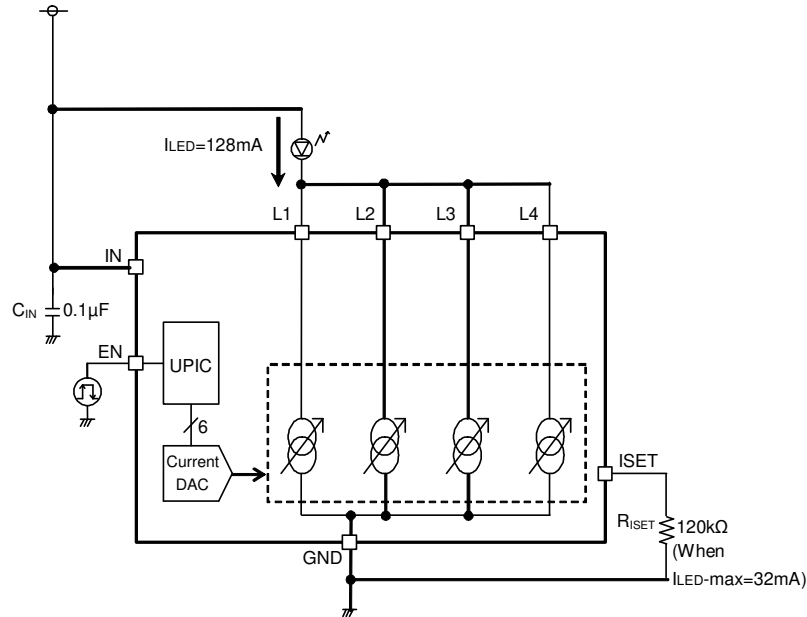 ILED=128mA
L1
L2
L3
L4
IN
CIN 0.1µF
EN
UPIC
6
Current
DAC
ISET
RISET 120kΩ
(When
ILED-max=32mA)
GND